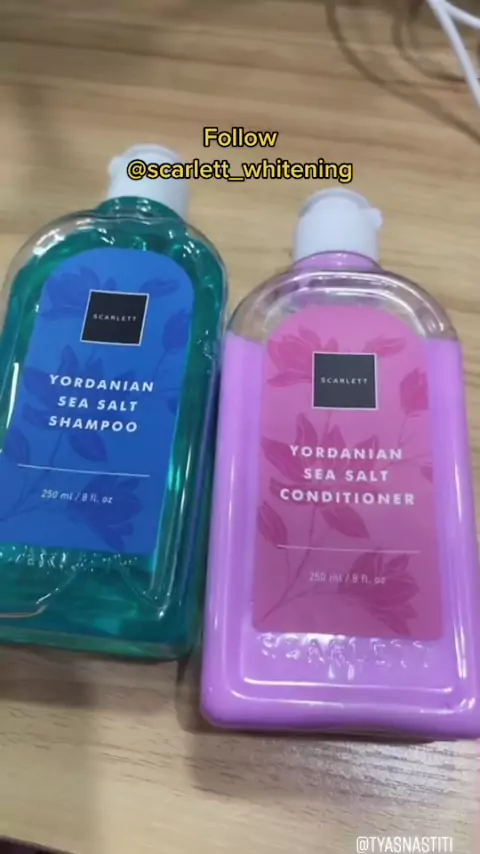 Follow
@scarlett_whitening
SCARLETT
YORDANIAN
SEA SALT
SHAMPOO
250 ml / 8 fl. oz
SCARLETT
YORDANIAN
SEA SALT
CONDITIONER
250 ml / 8 fl. oz
SCARLETT
@TYASNASTITI